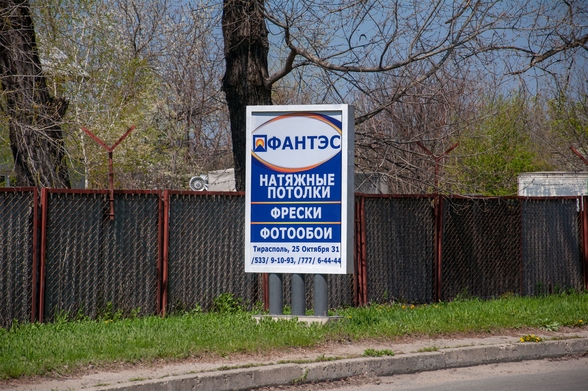 ФАНТЭС
НАТЯЖНЫЕ
ПОТОЛКИ
ФРЕСКИ
ФОТООБОИ
Тирасполь, 25 Октября 31
/533/ 9-10-93, /777/ 6-44-44